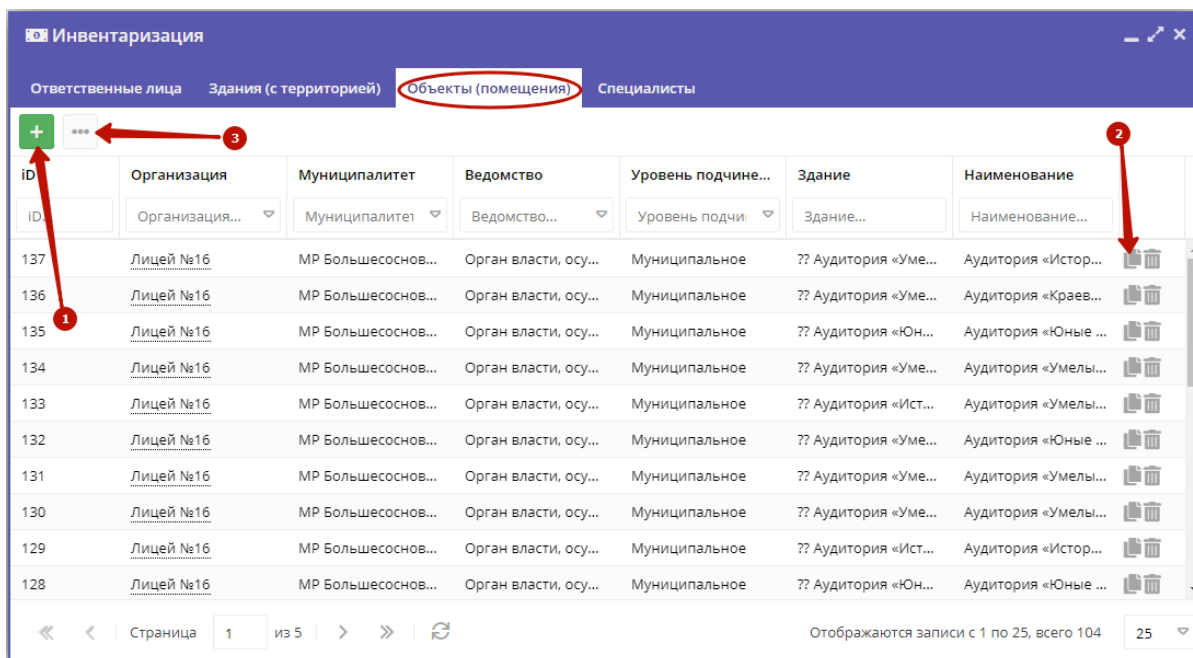 Инвентаризация
Ответственные лица Здания (с территорией) Объекты (помещения) Специалисты
+ ••• 3 2
iD Организация Муниципалитет Ведомство Уровень подчине... Здание Наименование
iD. Организация... Муниципалитет Ведомство... Уровень подчи Здание... Наименование...
137 Лицей №16 МР Большесоснов... Орган власти, осу... Муниципальное ?? Аудитория «Уме... Аудитория «Истор...
136 Лицей №16 МР Большесоснов... Орган власти, осу... Муниципальное ?? Аудитория «Уме... Аудитория «Краев...
1
135 Лицей №16 МР Большесоснов... Орган власти, осу... Муниципальное ?? Аудитория «Юн... Аудитория «Юные ...
134 Лицей №16 МР Большесоснов... Орган власти, осу... Муниципальное ?? Аудитория «Уме... Аудитория «Умелы...
133 Лицей №16 МР Большесоснов... Орган власти, осу... Муниципальное ?? Аудитория «Ист... Аудитория «Умелы...
132 Лицей №16 МР Большесоснов... Орган власти, осу... Муниципальное ?? Аудитория «Уме... Аудитория «Юные ...
131 Лицей №16 МР Большесоснов... Орган власти, осу... Муниципальное ?? Аудитория «Уме... Аудитория «Умелы...
130 Лицей №16 МР Большесоснов... Орган власти, осу... Муниципальное ?? Аудитория «Уме... Аудитория «Умелы...
129 Лицей №16 МР Большесоснов... Орган власти, осу... Муниципальное ?? Аудитория «Ист... Аудитория «Истор...
128 Лицей №16 МР Большесоснов... Орган власти, осу... Муниципальное ?? Аудитория «Юн... Аудитория «Юные ...
Страница 1 из 5 Отображаются записи с 1 по 25, всего 104 25